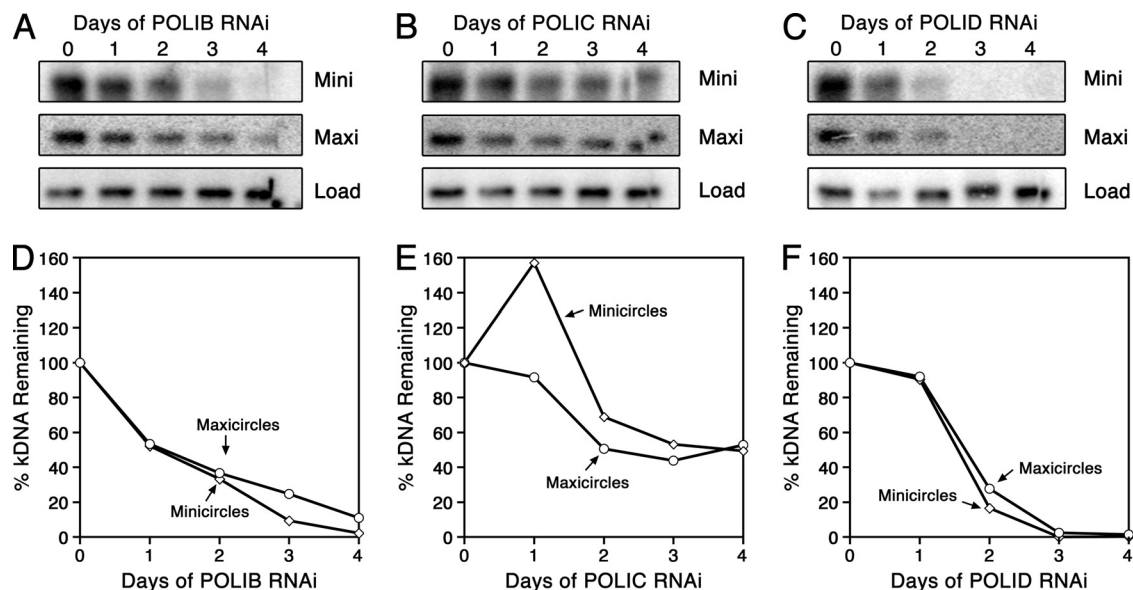 A
Days of POLIB RNAi
0 1 2 3 4
Mini
Maxi
Load
B
Days of POLIC RNAi
0 1 2 3 4
Mini
Maxi
Load
C
Days of POLID RNAi
0 1 2 3 4
Mini
Maxi
Load
D
% kDNA Remaining
160
140
120
100
80
60
40
20
0
Maxicircles
Minicircles
0 1 2 3 4
Days of POLIB RNAi
E
% kDNA Remaining
160
140
120
100
80
60
40
20
0
Minicircles
Maxicircles
0 1 2 3 4
Days of POLIC RNAi
F
% kDNA Remaining
160
140
120
100
80
60
40
20
0
Maxicircles
Minicircles
0 1 2 3 4
Days of POLID RNAi